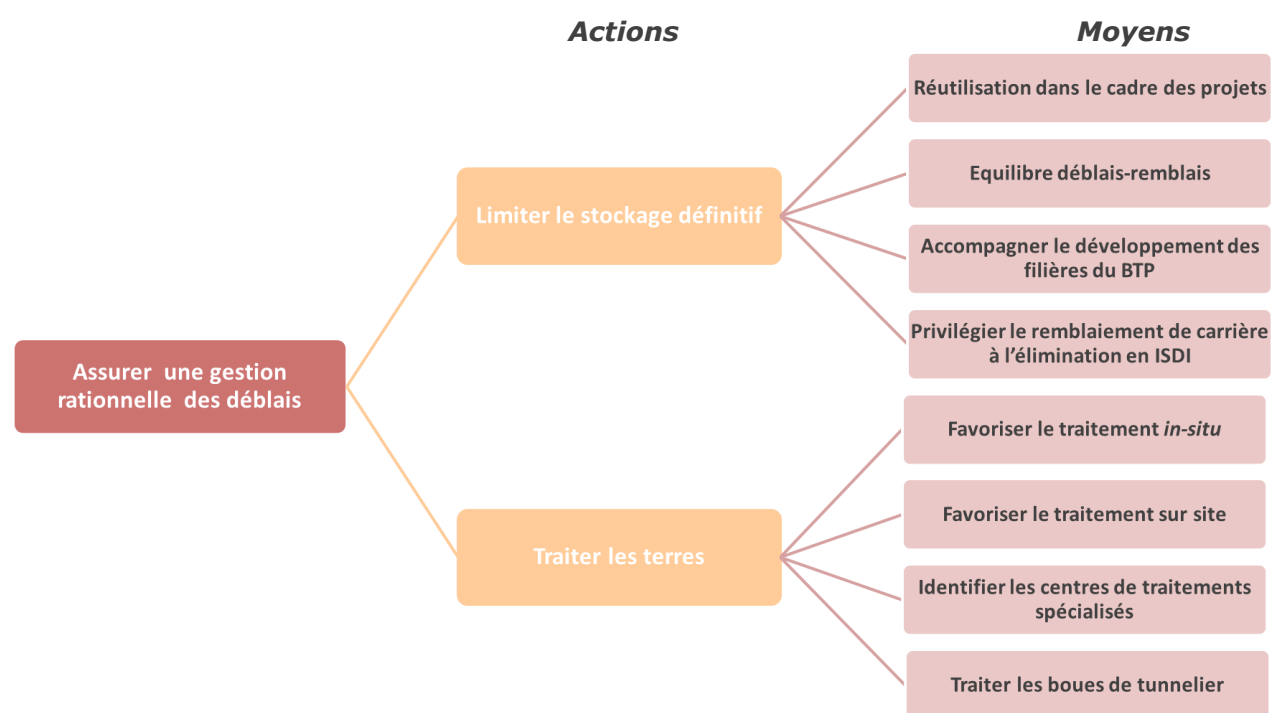 Actions
Moyens
Réutilisation dans le cadre des projets
Equilibre déblais-remblais
Limiter le stockage définitif
Accompagner le développement des
filières du BTP
Privilégier le remblaiement de carrière
à l’élimination en ISDI
Assurer une gestion
rationnelle des déblais
Favoriser le traitement in-situ
Favoriser le traitement sur site
Traiter les terres
Identifier les centres de traitements
spécialisés
Traiter les boues de tunnelier